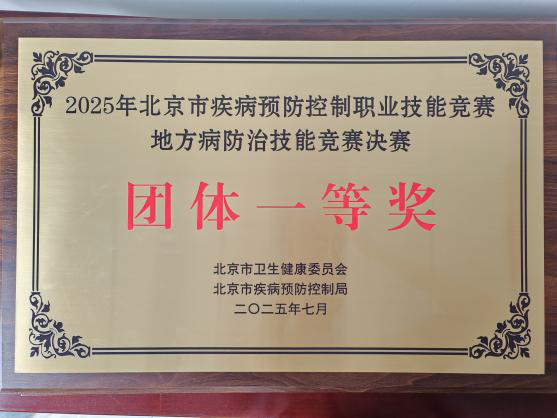 2025年北京市疾病预防控制职业技能竞赛
地方病防治技能竞赛决赛
团体一等奖
北京市卫生健康委员会
北京市疾病预防控制局
二〇二五年七月